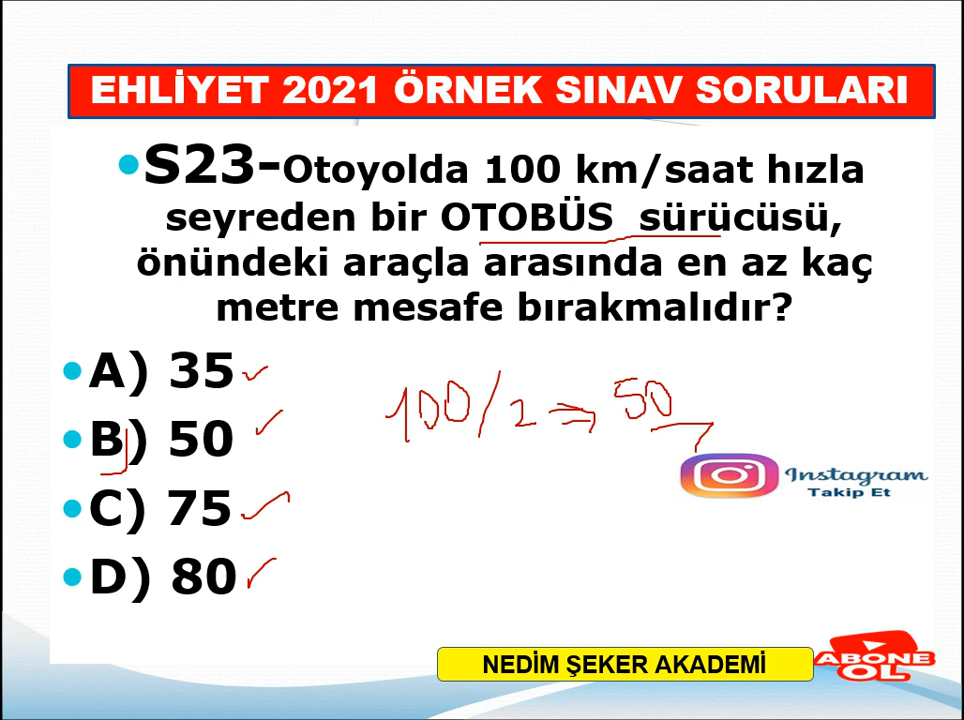 EHLİYET 2021 ÖRNEK SINAV SORULARI
S23-Otoyolda 100 km/saat hızla
seyreden bir OTOBÜS sürücüsü,
önündeki araçla arasında en az kaç
metre mesafe bırakmalıdır?
A) 35
B) 50
C) 75
D) 80
100/2=>50
Instagram
Takip Et
NEDİM ŞEKER AKADEMİ
ABONE
OL